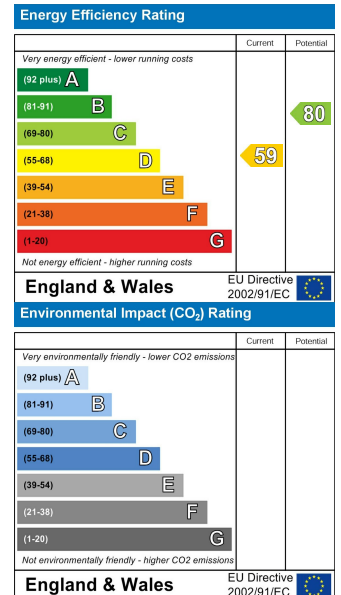 Energy Efficiency Rating
Current Potential
Very energy efficient - lower running costs
(92 plus) A
(81-91) B
80
(69-80) C
(55-68) D
59
(39-54) E
(21-38) F
(1-20) G
Not energy efficient - higher running costs
England & Wales
EU Directive
2002/91/EC
Environmental Impact (CO₂) Rating
Current Potential
Very environmentally friendly - lower CO2 emissions
(92 plus) A
(81-91) B
(69-80) C
(55-68) D
(39-54) E
(21-38) F
(1-20) G
Not environmentally friendly - higher CO2 emissions
England & Wales
EU Directive
2002/91/EC